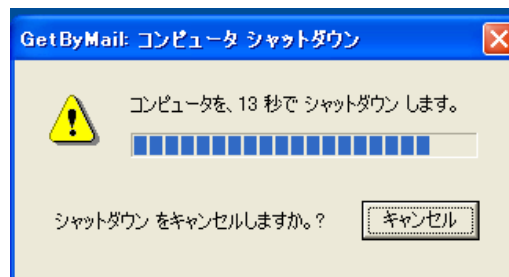 GetByMail: コンピュータ シャットダウン
コンピュータを、13 秒で シャットダウン します。
シャットダウン をキャンセルしますか。?
キャンセル